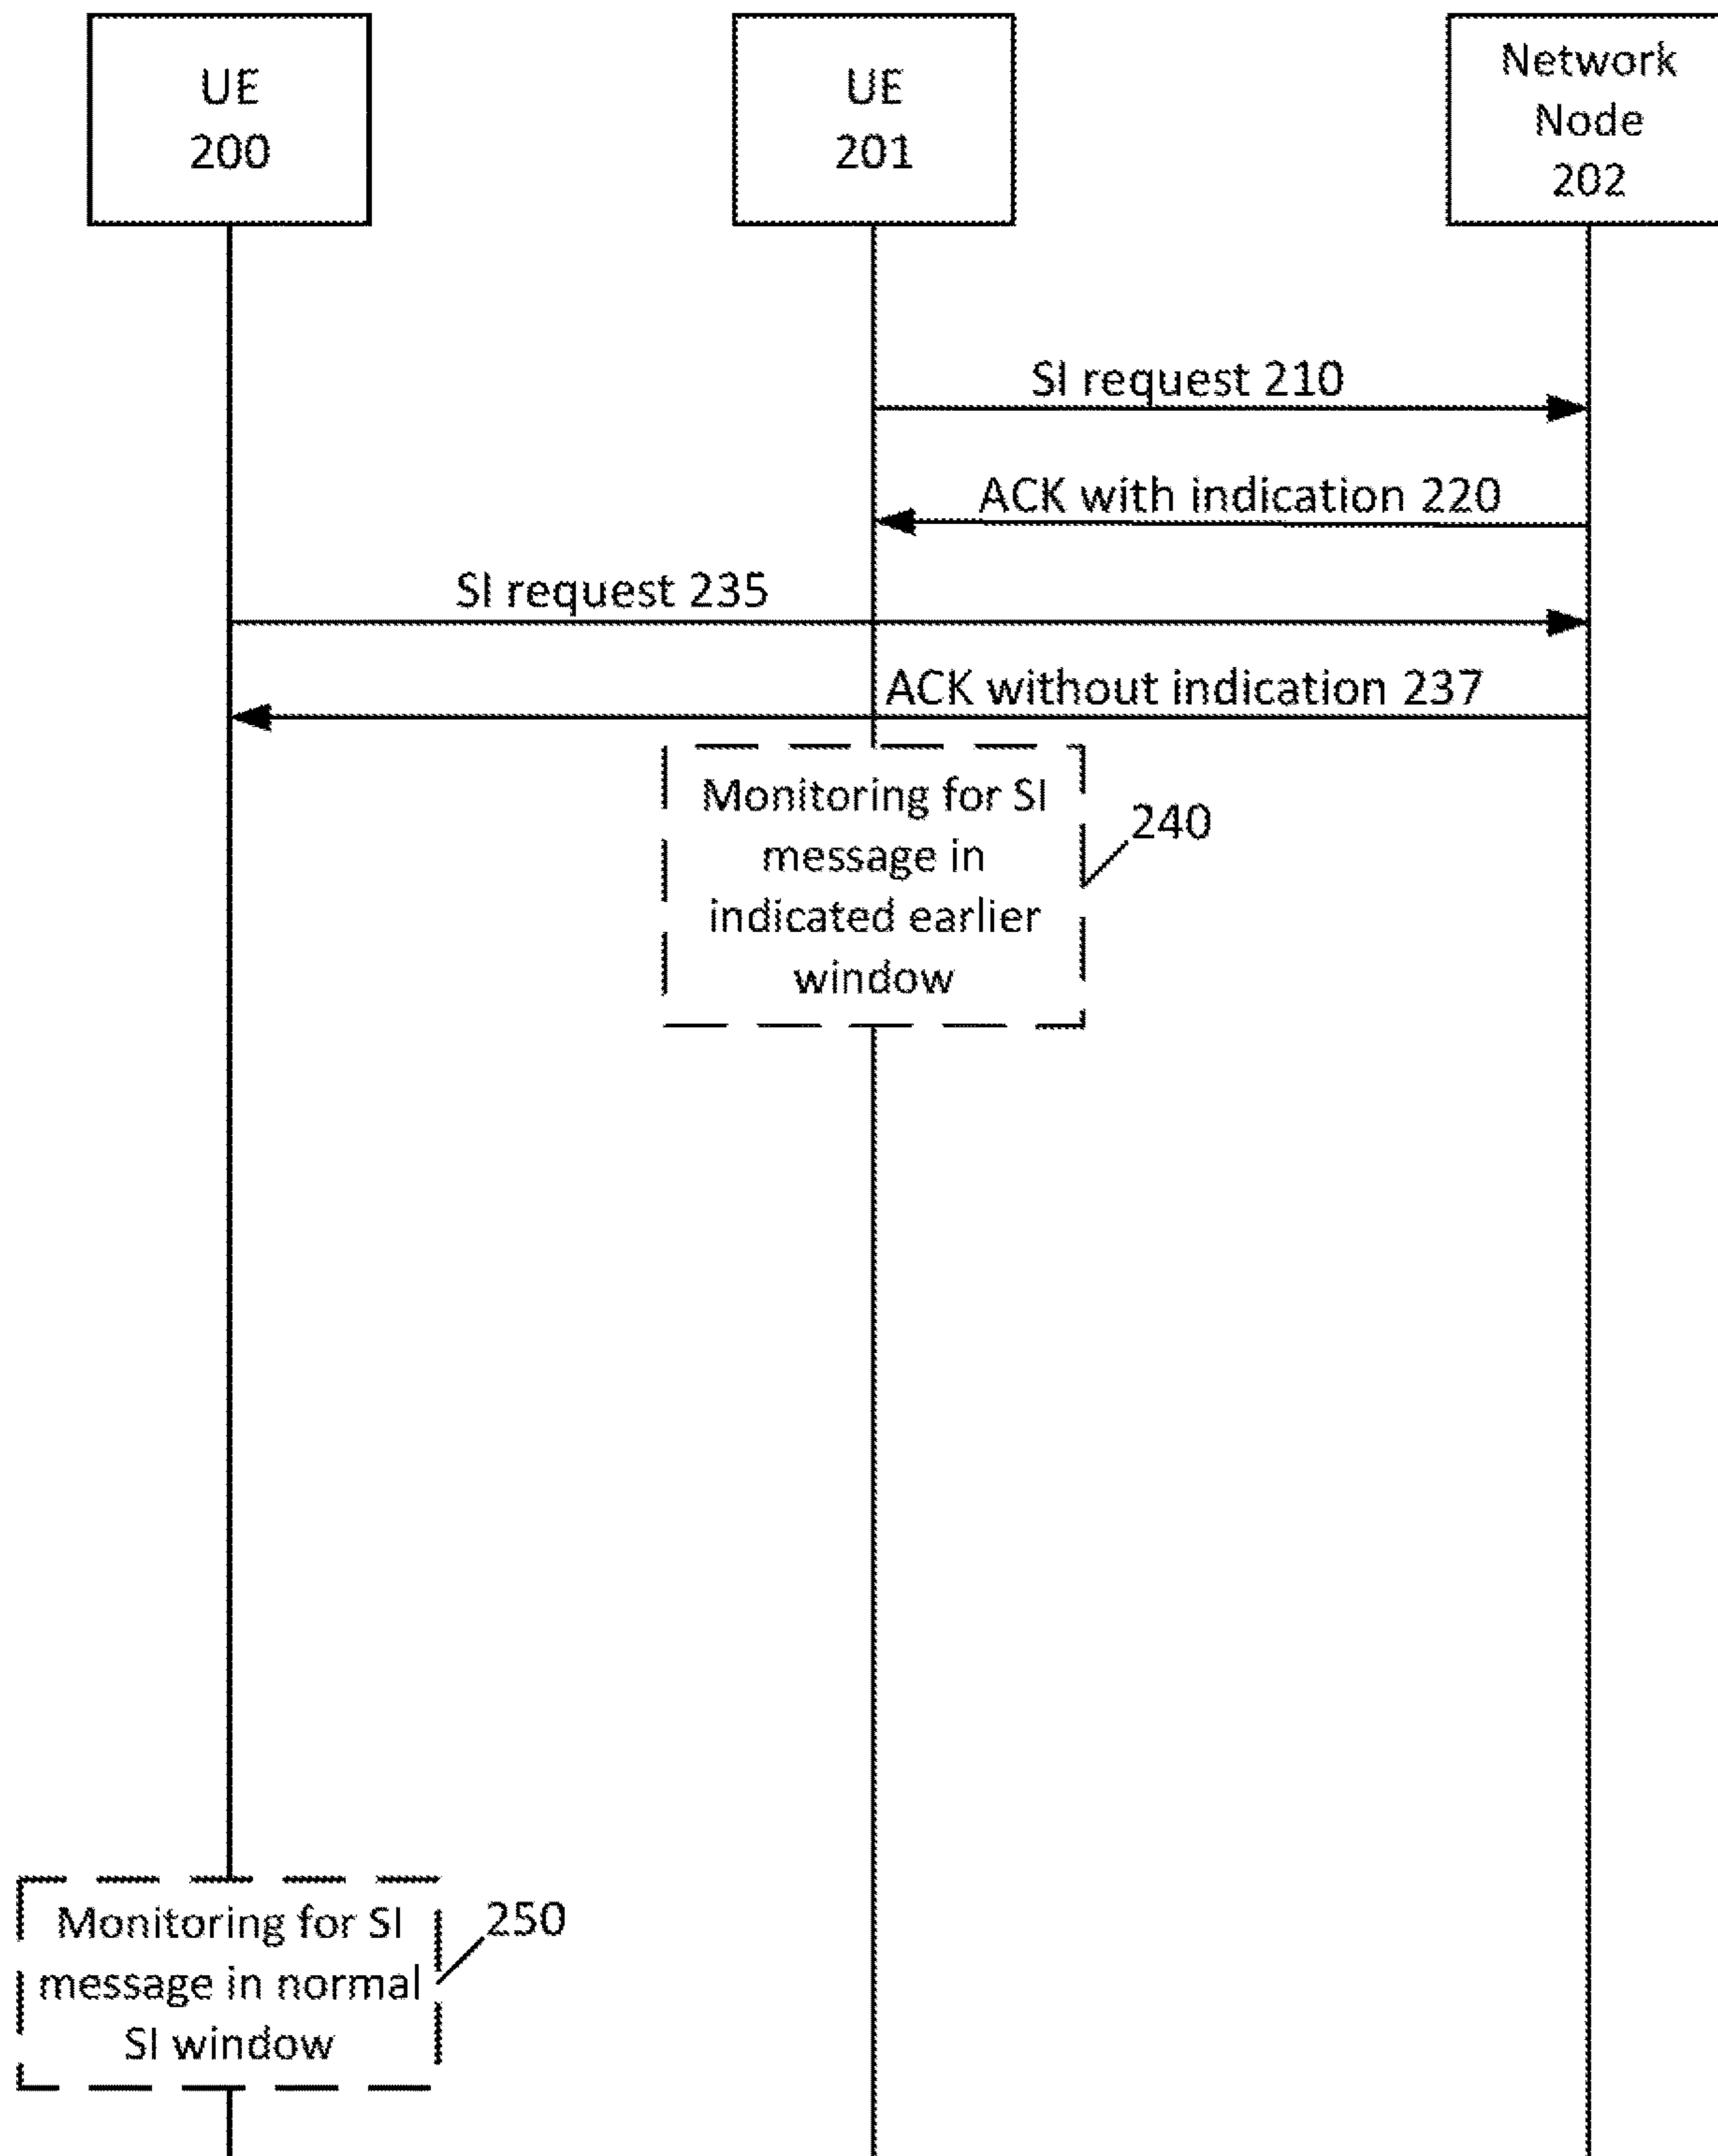 UE
200
UE
201
Network
Node
202
SI request 210
ACK with indication 220
SI request 235
ACK without indication 237
Monitoring for SI
message in
indicated earlier
window
240
Monitoring for SI
message in normal
SI window
250